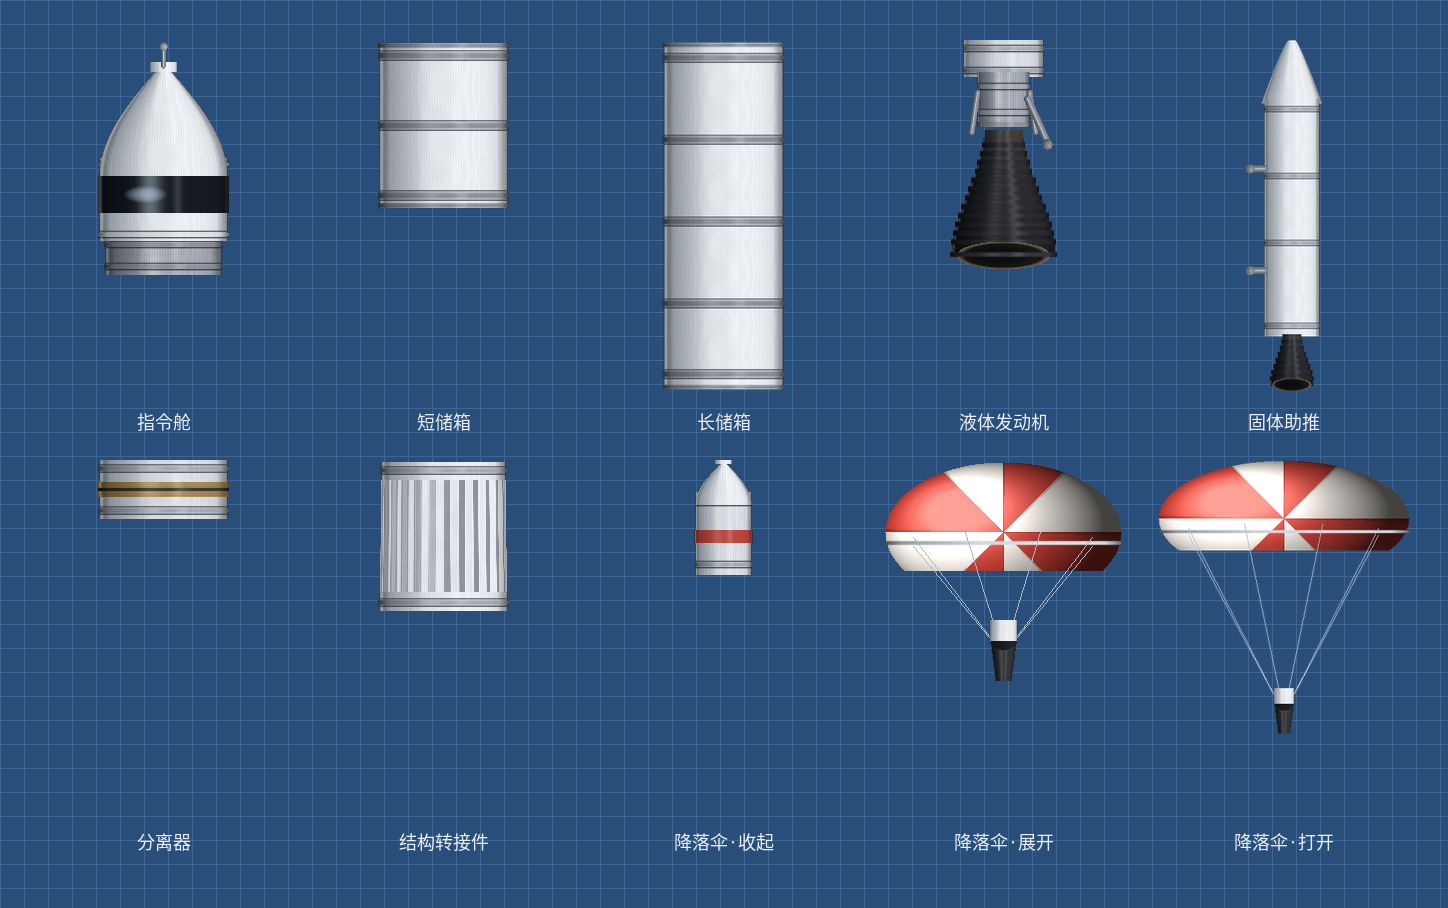 指令舱
短储箱
长储箱
液体发动机
固体助推
分离器
结构转接件
降落伞·收起
降落伞·展开
降落伞·打开